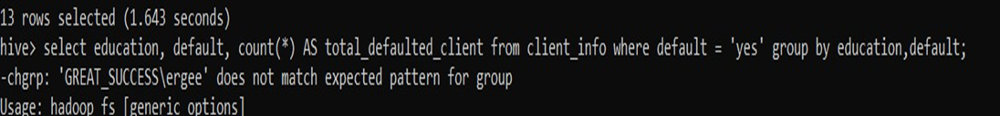 13 rows selected (1.643 seconds)
hive> select education, default, count(*) AS total_defaulted_client from client_info where default = 'yes' group by education,default;
-chgrp: 'GREAT_SUCCESS\ergee' does not match expected pattern for group
Usage: hadoop fs [generic options]